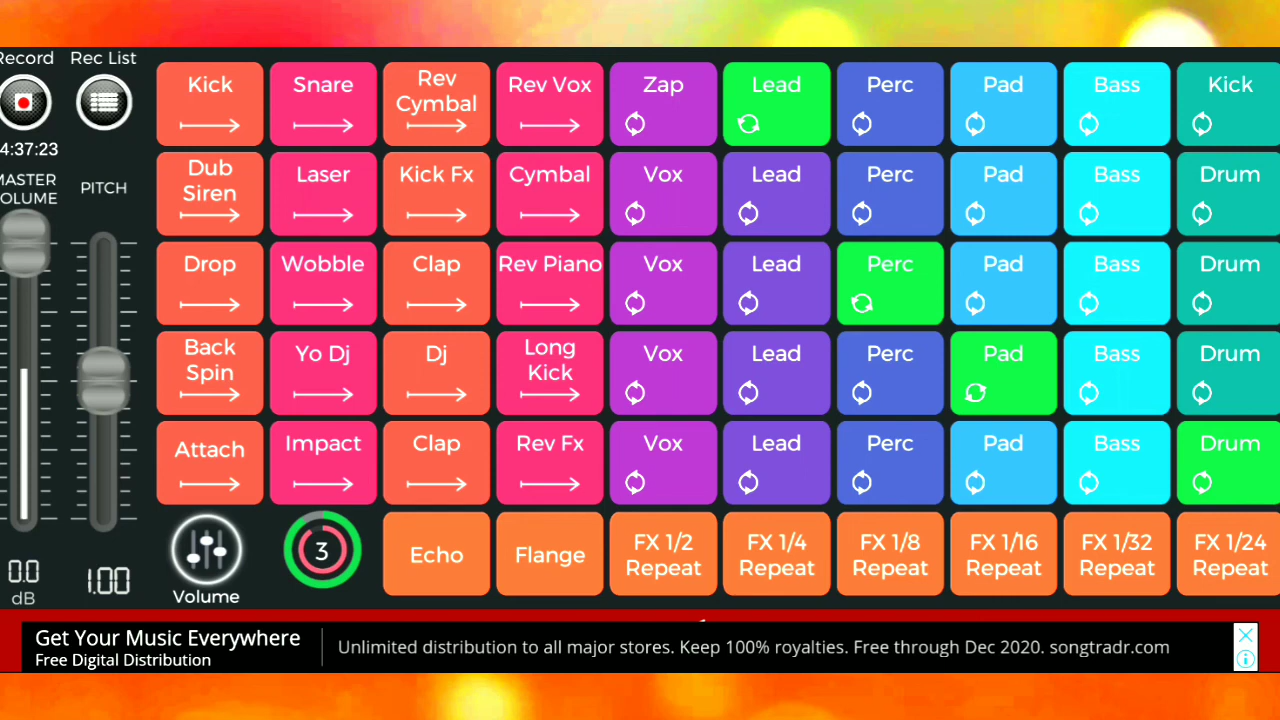 Record Rec List
4:37:23
MASTER
VOLUME
PITCH
Kick Snare Rev Cymbal Rev Vox Zap Lead Perc Pad Bass Kick
Dub Siren Laser Kick Fx Cymbal Vox Lead Perc Pad Bass Drum
Drop Wobble Clap Rev Piano Vox Lead Perc Pad Bass Drum
Back Spin Yo Dj Dj Long Kick Vox Lead Perc Pad Bass Drum
Attach Impact Clap Rev Fx Vox Lead Perc Pad Bass Drum
0.0
dB
1.00
Volume
3
Echo Flange FX 1/2 Repeat FX 1/4 Repeat FX 1/8 Repeat FX 1/16 Repeat FX 1/32 Repeat FX 1/24 Repeat
Get Your Music Everywhere
Free Digital Distribution
Unlimited distribution to all major stores. Keep 100% royalties. Free through Dec 2020. songtradr.com